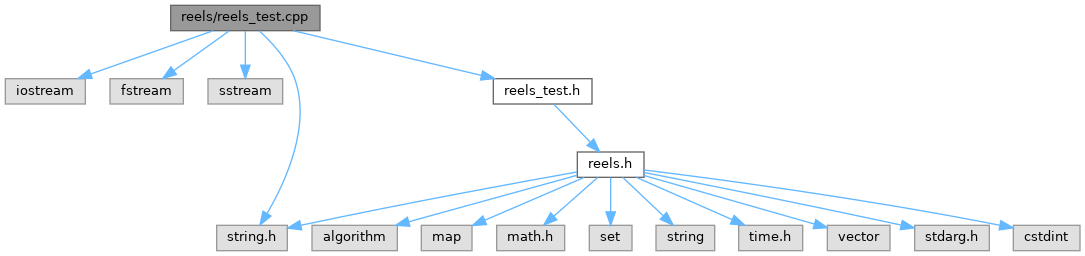 reels/reels_test.cpp
iostream
fstream
sstream
reels_test.h
reels.h
string.h
algorithm
map
math.h
set
string
time.h
vector
stdarg.h
cstdint